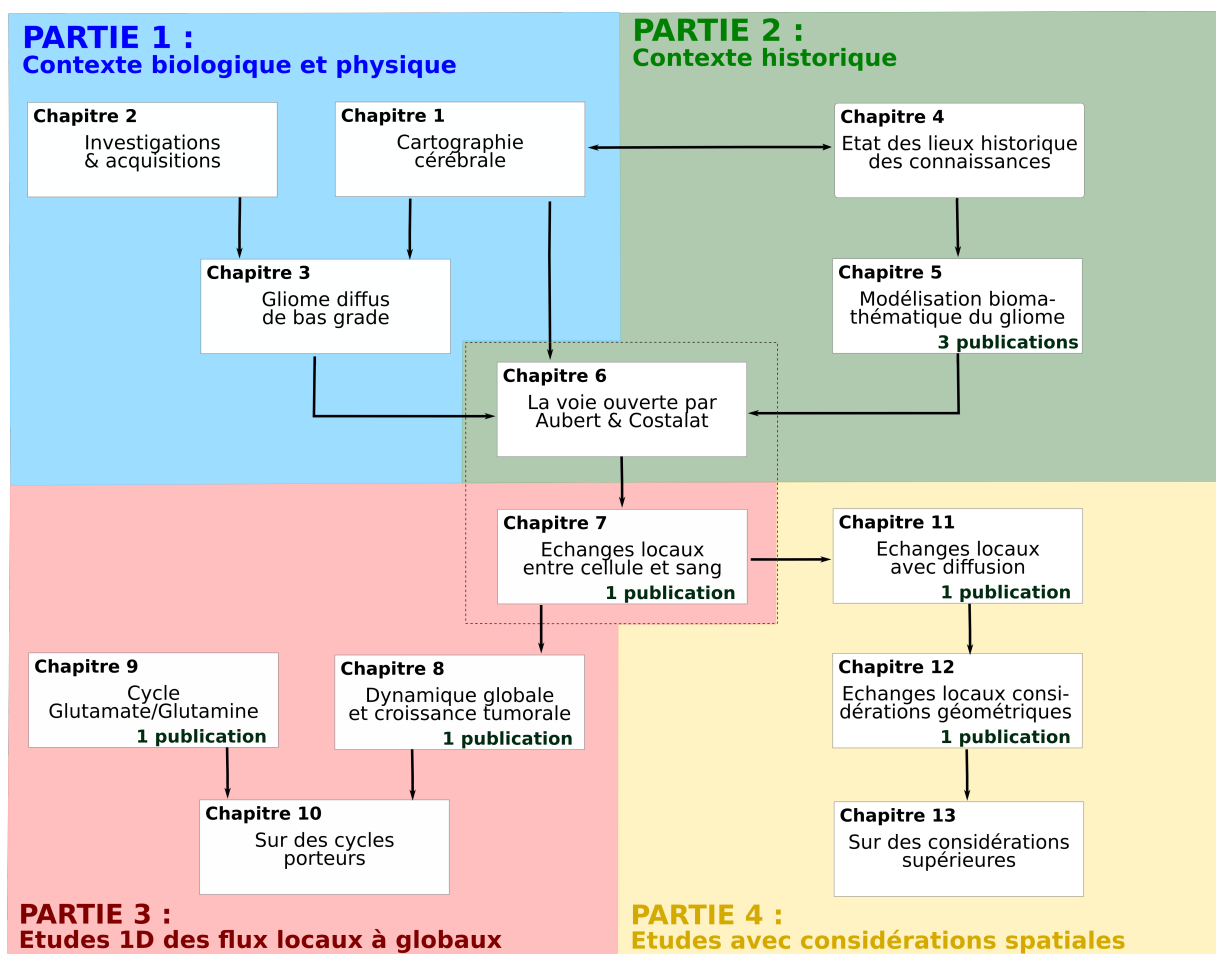 PARTIE 1 :
Contexte biologique et physique
PARTIE 2 :
Contexte historique
Chapitre 2
Investigations
& acquisitions
Chapitre 1
Cartographie
cérébrale
Chapitre 4
Etat des lieux historique
des connaissances
Chapitre 3
Gliome diffus
de bas grade
Chapitre 5
Modélisation bioma-
thématique du gliome
3 publications
Chapitre 6
La voie ouverte par
Aubert & Costalat
Chapitre 7
Echanges locaux
entre cellule et sang
1 publication
Chapitre 11
Echanges locaux
avec diffusion
1 publication
Chapitre 9
Cycle
Glutamate/Glutamine
1 publication
Chapitre 8
Dynamique globale
et croissance tumorale
1 publication
Chapitre 12
Echanges locaux consi-
dérations géométriques
1 publication
Chapitre 10
Sur des cycles
porteurs
Chapitre 13
Sur des considérations
supérieures
PARTIE 3 :
Etudes 1D des flux locaux à globaux
PARTIE 4 :
Etudes avec considérations spatiales